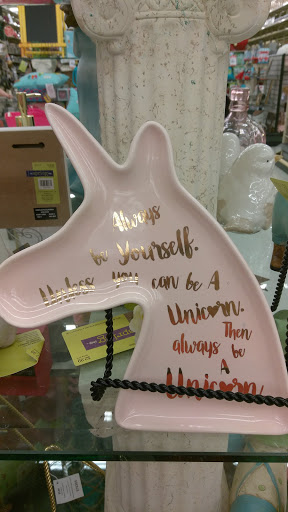 Always
be Yourself.
Unless you can be A
Unicorn.
Then
always be
A
Unicorn